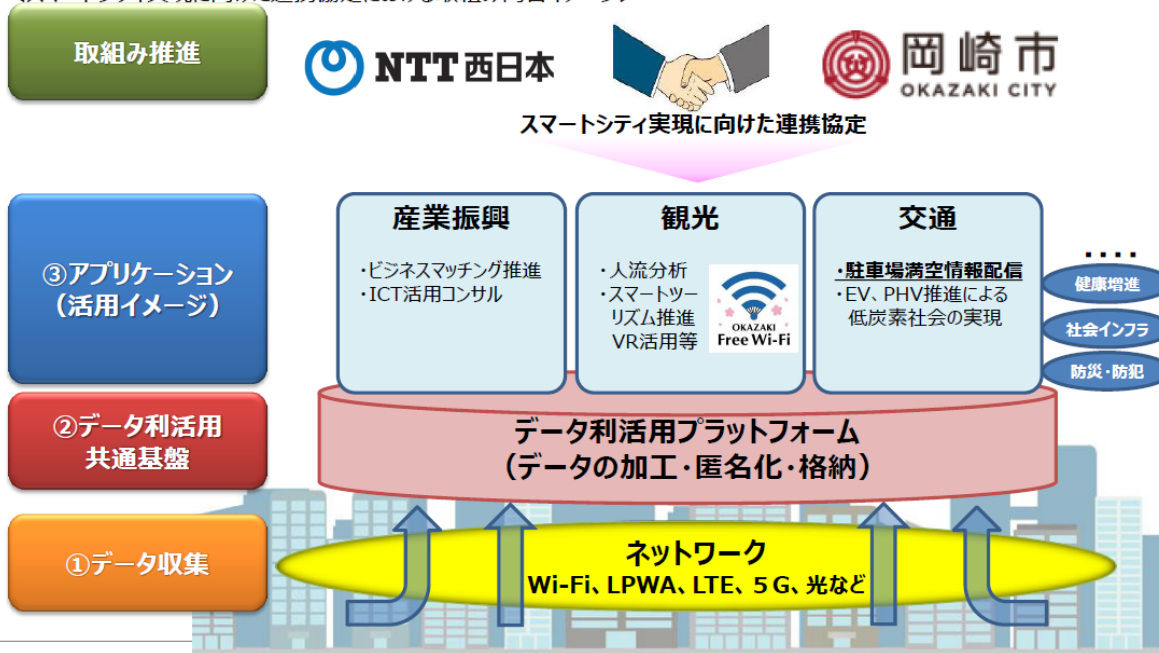 取組み推進
NTT西日本
岡崎市
OKAZAKI CITY
スマートシティ実現に向けた連携協定
③アプリケーション
（活用イメージ）
産業振興
・ビジネスマッチング推進
・ICT活用コンサル
観光
・人流分析
・スマートツー
リズム推進
VR活用等
OKAZAKI
Free Wi-Fi
交通
・駐車場満空情報配信
・EV、PHV推進による
低炭素社会の実現
・・・・
健康増進
社会インフラ
防災・防犯
②データ利活用
共通基盤
データ利活用プラットフォーム
（データの加工・匿名化・格納）
①データ収集
ネットワーク
Wi-Fi、LPWA、LTE、５G、光など